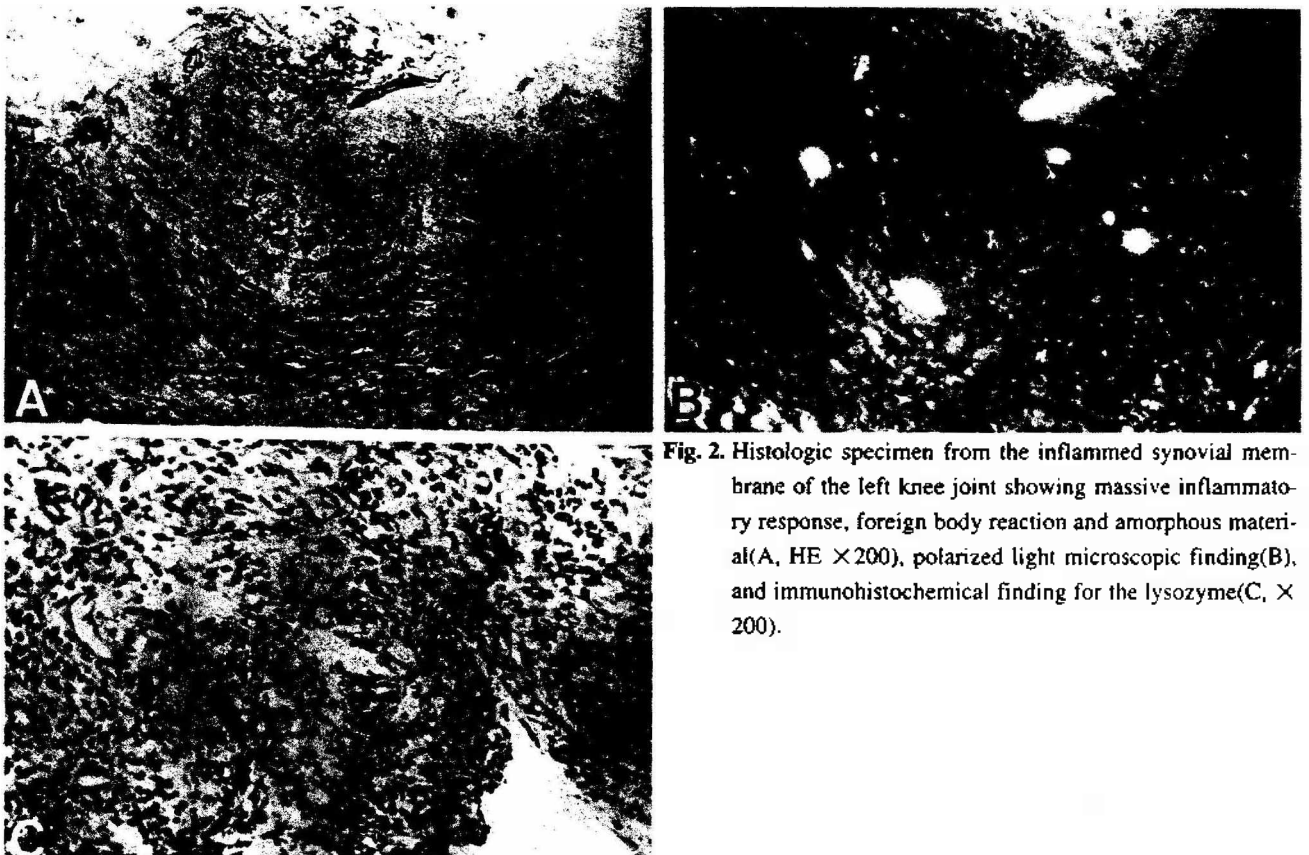 A
B
Fig. 2. Histologic specimen from the inflammed synovial mem-
brane of the left knee joint showing massive inflammato-
ry response, foreign body reaction and amorphous materi-
al(A, HE ×200), polarized light microscopic finding(B),
and immunohistochemical finding for the lysozyme(C, ×
200).
C